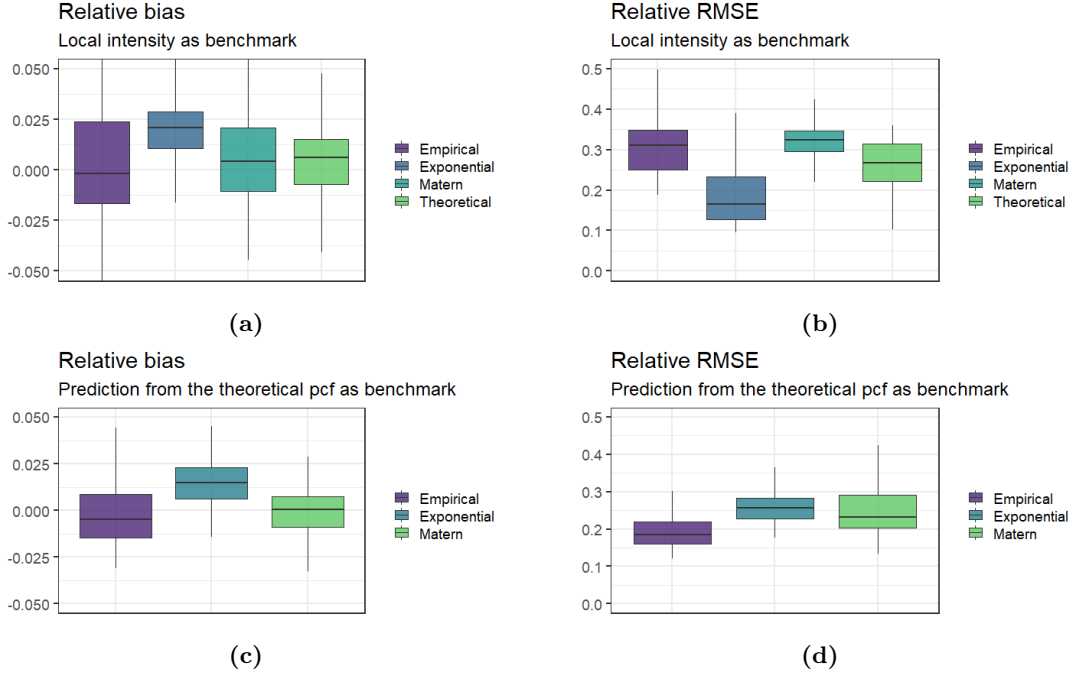 Relative bias
Local intensity as benchmark
0.050
0.025
0.000
-0.025
-0.050
Empirical
Exponential
Matern
Theoretical
(a)
Relative RMSE
Local intensity as benchmark
0.5
0.4
0.3
0.2
0.1
0.0
Empirical
Exponential
Matern
Theoretical
(b)
Relative bias
Prediction from the theoretical pcf as benchmark
0.050
0.025
0.000
-0.025
-0.050
Empirical
Exponential
Matern
(c)
Relative RMSE
Prediction from the theoretical pcf as benchmark
0.5
0.4
0.3
0.2
0.1
0.0
Empirical
Exponential
Matern
(d)